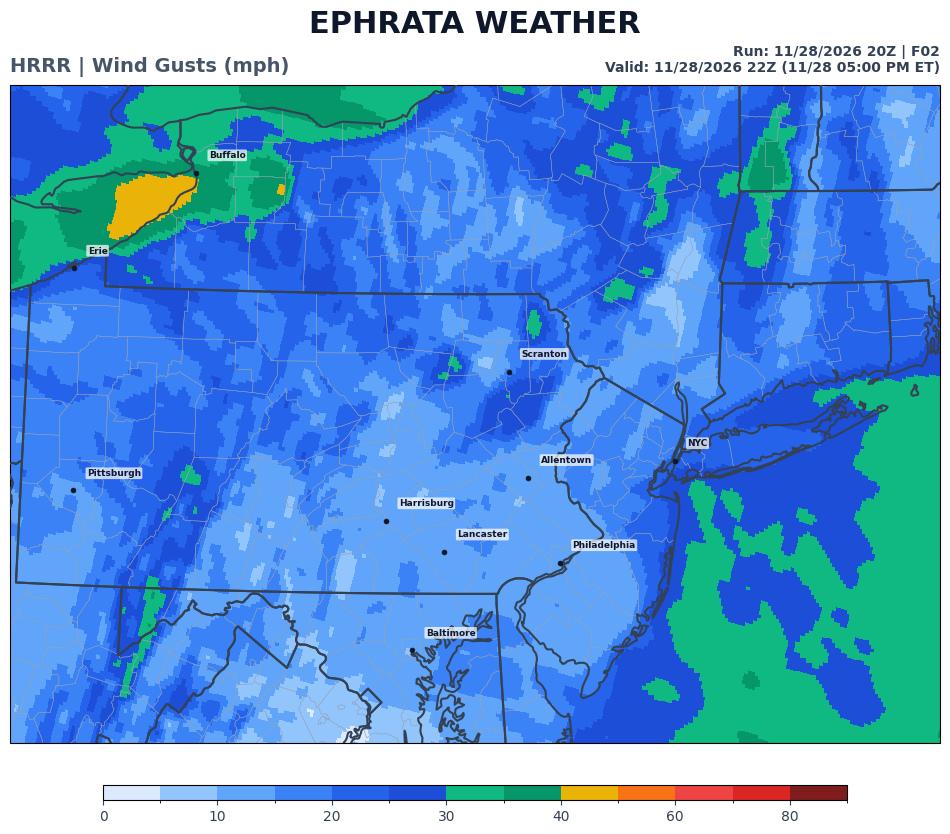 EPHRATA WEATHER
HRRR | Wind Gusts (mph)
Run: 11/28/2026 20Z | F02
Valid: 11/28/2026 22Z (11/28 05:00 PM ET)
Buffalo
Erie
Scranton
NYC
Allentown
Pittsburgh
Harrisburg
Lancaster
Philadelphia
Baltimore
0 10 20 30 40 50 60 70 80